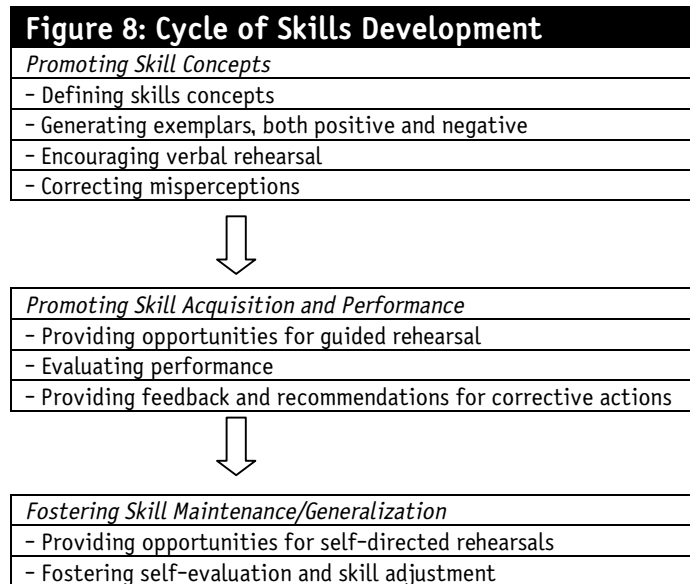 Figure 8: Cycle of Skills Development
Promoting Skill Concepts
- Defining skills concepts
- Generating exemplars, both positive and negative
- Encouraging verbal rehearsal
- Correcting misperceptions
Promoting Skill Acquisition and Performance
- Providing opportunities for guided rehearsal
- Evaluating performance
- Providing feedback and recommendations for corrective actions
Fostering Skill Maintenance/Generalization
- Providing opportunities for self-directed rehearsals
- Fostering self-evaluation and skill adjustment